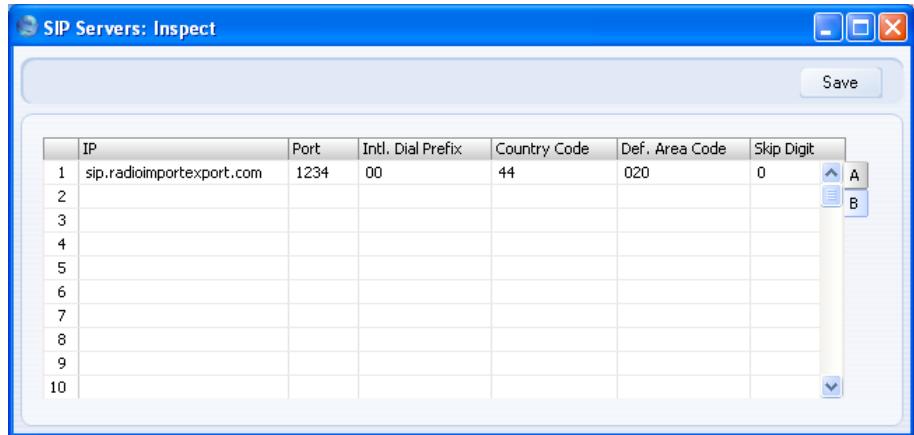 SIP Servers: Inspect
Save
IP Port Intl. Dial Prefix Country Code Def. Area Code Skip Digit
1 sip.radioimportexport.com 1234 00 44 020 0 A
2 B
3
4
5
6
7
8
9
10